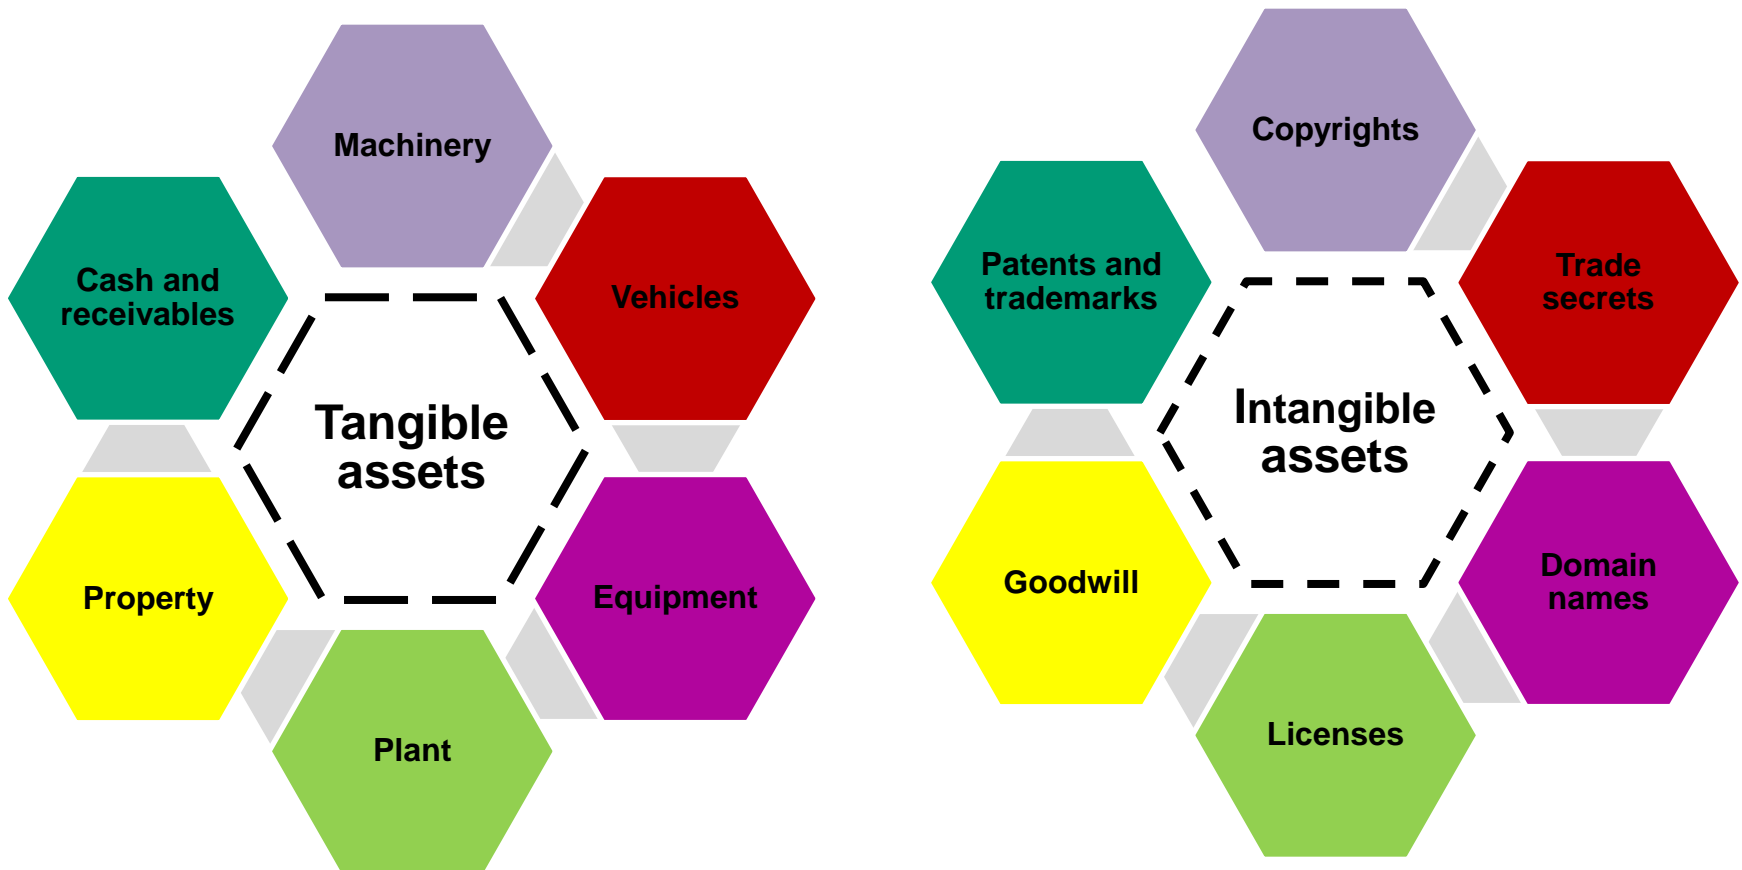 Machinery
Cash and
receivables
Vehicles
Tangible
assets
Property
Equipment
Plant
Copyrights
Patents and
trademarks
Trade
secrets
Intangible
assets
Goodwill
Domain
names
Licenses